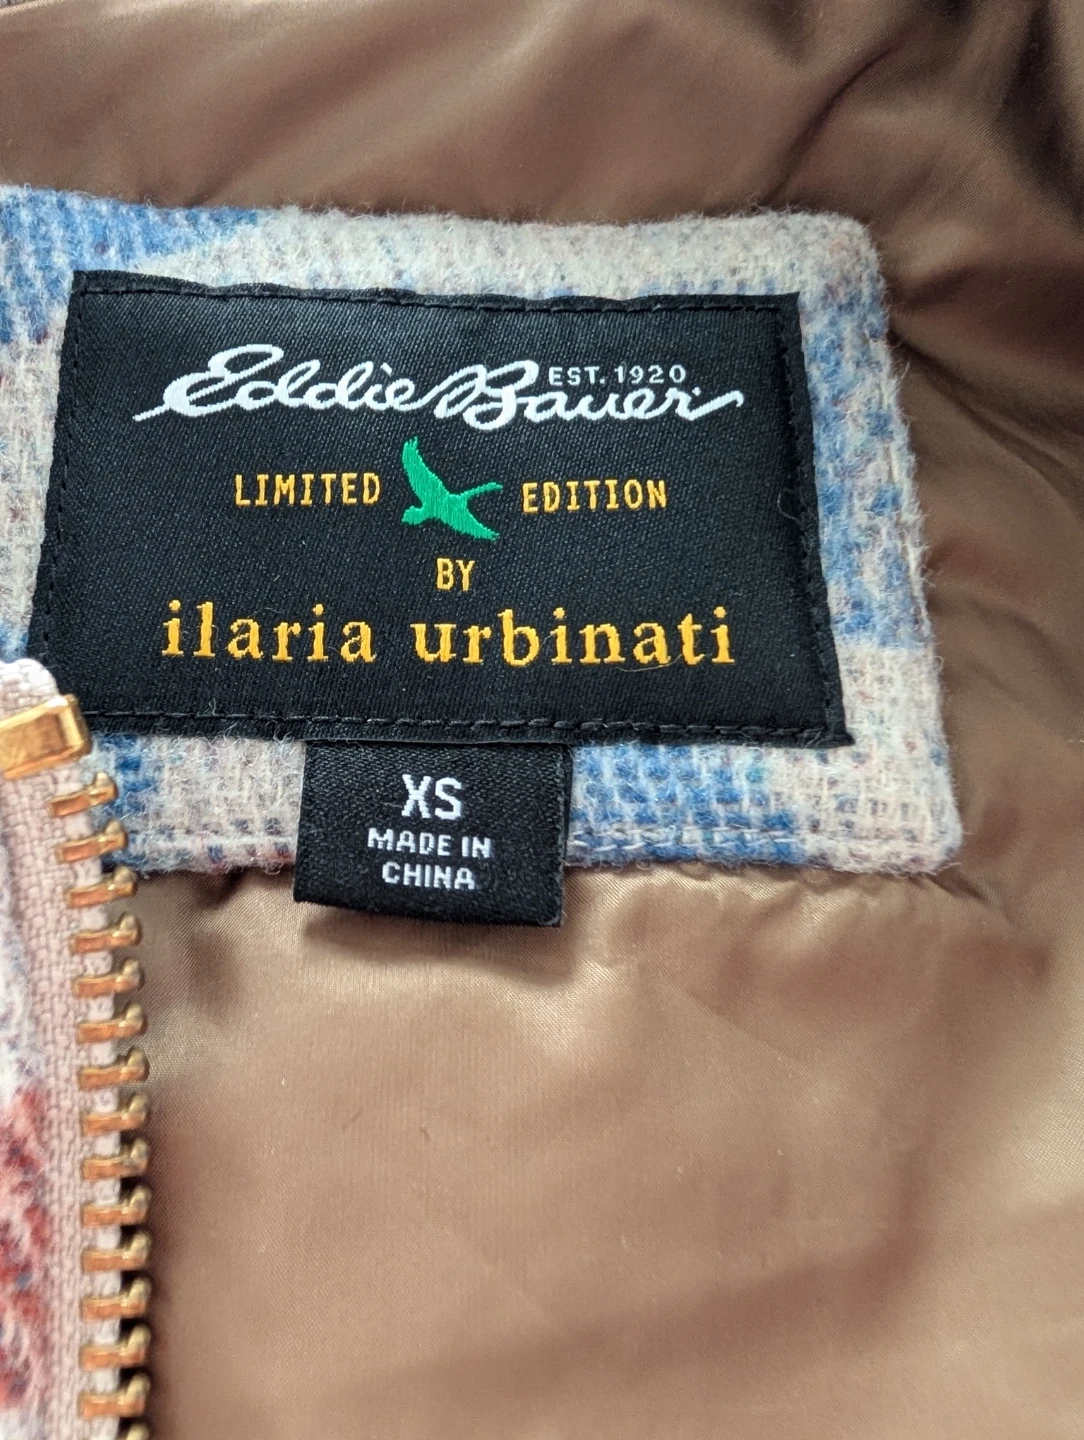 Eddie Bauer
EST. 1920
LIMITED EDITION
BY
ilaria urbinati
XS
MADE IN
CHINA